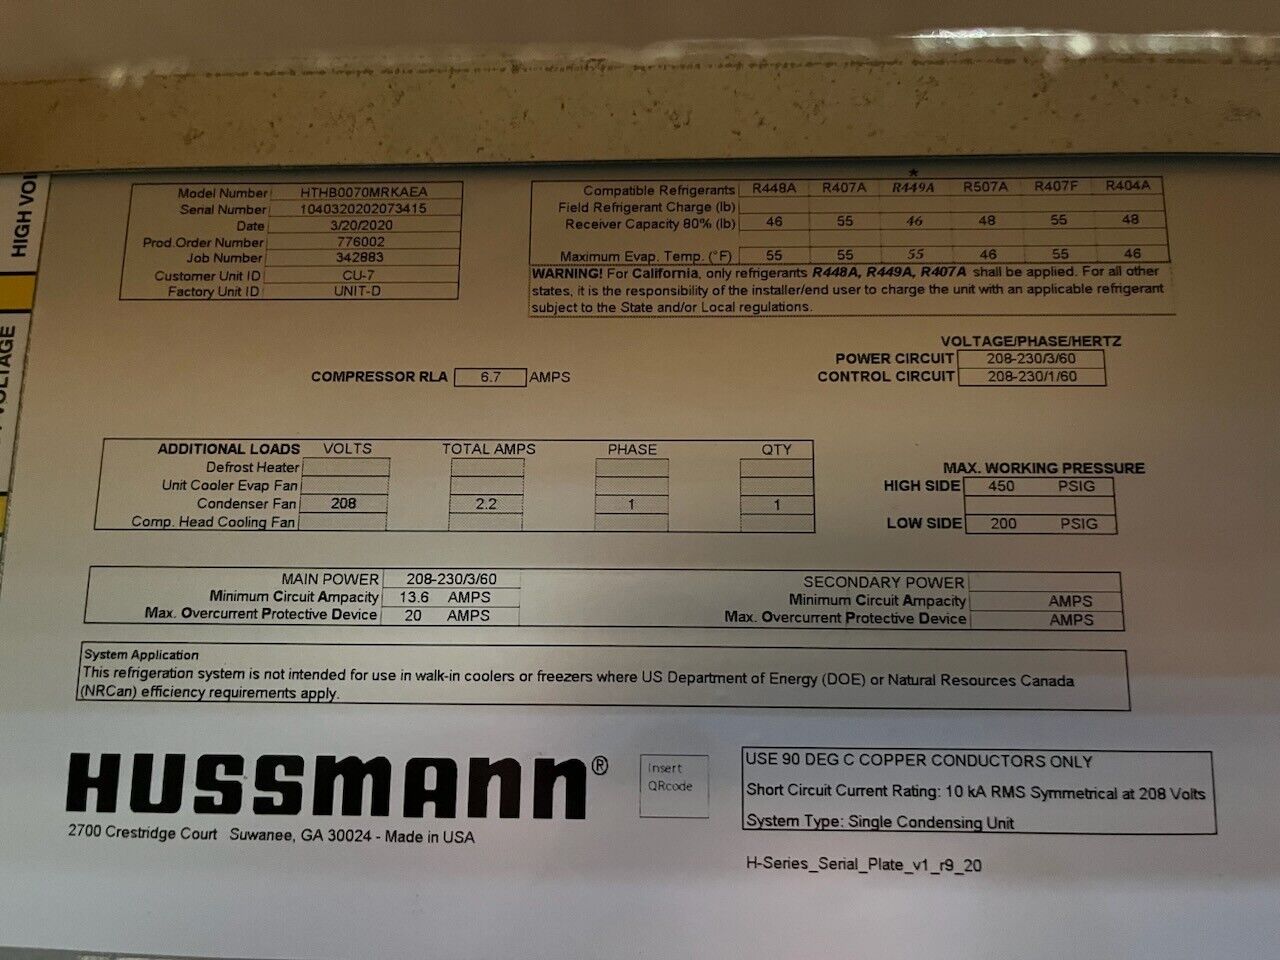 HIGH VOL
VOLTAGE
Model Number HTHB0070MRKAEA
Serial Number 1040320202073415
Date 3/20/2020
Prod.Order Number 776002
Job Number 342883
Customer Unit ID CU-7
Factory Unit ID UNIT-D
*
Compatible Refrigerants R448A R407A R449A R507A R407F R404A
Field Refrigerant Charge (lb)
Receiver Capacity 80% (lb) 46 55 46 48 55 48
Maximum Evap. Temp. (°F) 55 55 55 46 55 46
WARNING! For California, only refrigerants R448A, R449A, R407A shall be applied. For all other
states, it is the responsibility of the installer/end user to charge the unit with an applicable refrigerant
subject to the State and/or Local regulations.
VOLTAGE/PHASE/HERTZ
POWER CIRCUIT 208-230/3/60
CONTROL CIRCUIT 208-230/1/60
COMPRESSOR RLA 6.7 AMPS
ADDITIONAL LOADS VOLTS TOTAL AMPS PHASE QTY
Defrost Heater
Unit Cooler Evap Fan
Condenser Fan 208 2.2 1 1
Comp. Head Cooling Fan
MAX. WORKING PRESSURE
HIGH SIDE 450 PSIG
LOW SIDE 200 PSIG
MAIN POWER 208-230/3/60
Minimum Circuit Ampacity 13.6 AMPS
Max. Overcurrent Protective Device 20 AMPS
SECONDARY POWER
Minimum Circuit Ampacity AMPS
Max. Overcurrent Protective Device AMPS
System Application
This refrigeration system is not intended for use in walk-in coolers or freezers where US Department of Energy (DOE) or Natural Resources Canada
(NRCan) efficiency requirements apply.
HUSSMANN®
2700 Crestridge Court Suwanee, GA 30024 - Made in USA
Insert
QRcode
USE 90 DEG C COPPER CONDUCTORS ONLY
Short Circuit Current Rating: 10 kA RMS Symmetrical at 208 Volts
System Type: Single Condensing Unit
H-Series_Serial_Plate_v1_r9_20